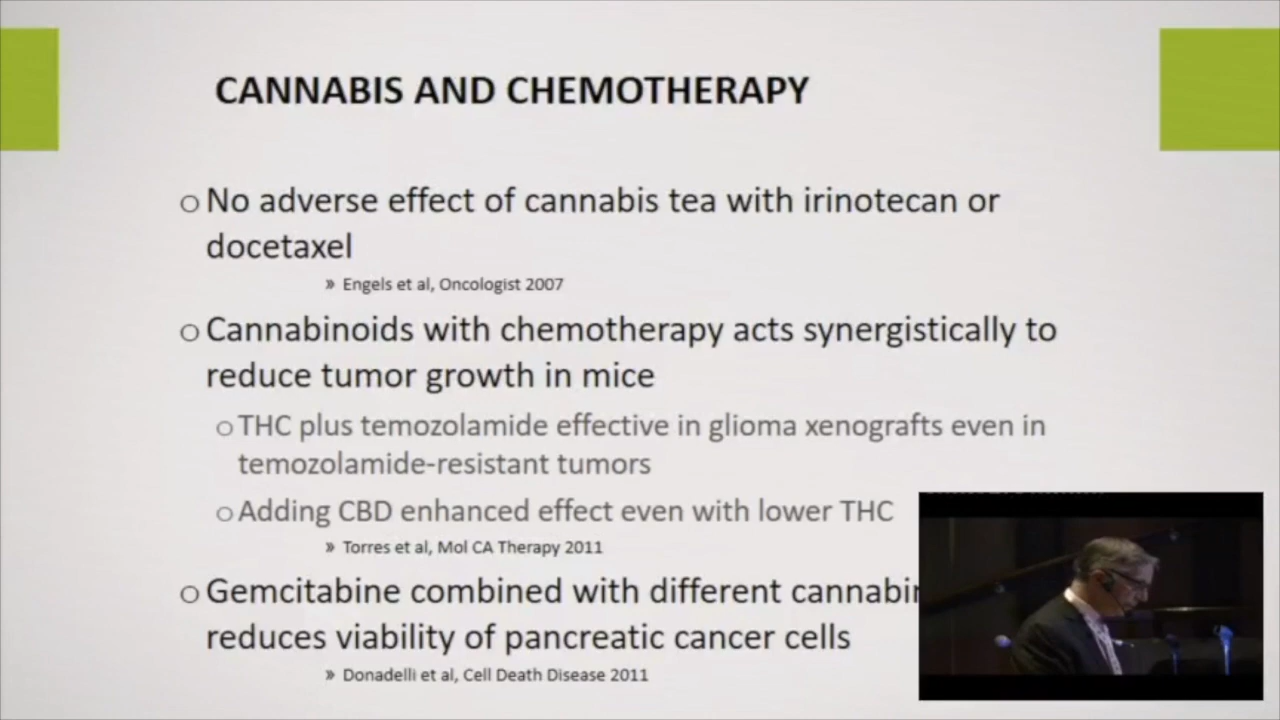 CANNABIS AND CHEMOTHERAPY
No adverse effect of cannabis tea with irinotecan or
docetaxel
» Engels et al, Oncologist 2007
Cannabinoids with chemotherapy acts synergistically to
reduce tumor growth in mice
THC plus temozolamide effective in glioma xenografts even in
temozolamide-resistant tumors
Adding CBD enhanced effect even with lower THC
» Torres et al, Mol CA Therapy 2011
Gemcitabine combined with different
reduces viability of pancreatic cancer cells
» Donadelli et al, Cell Death Disease 2011